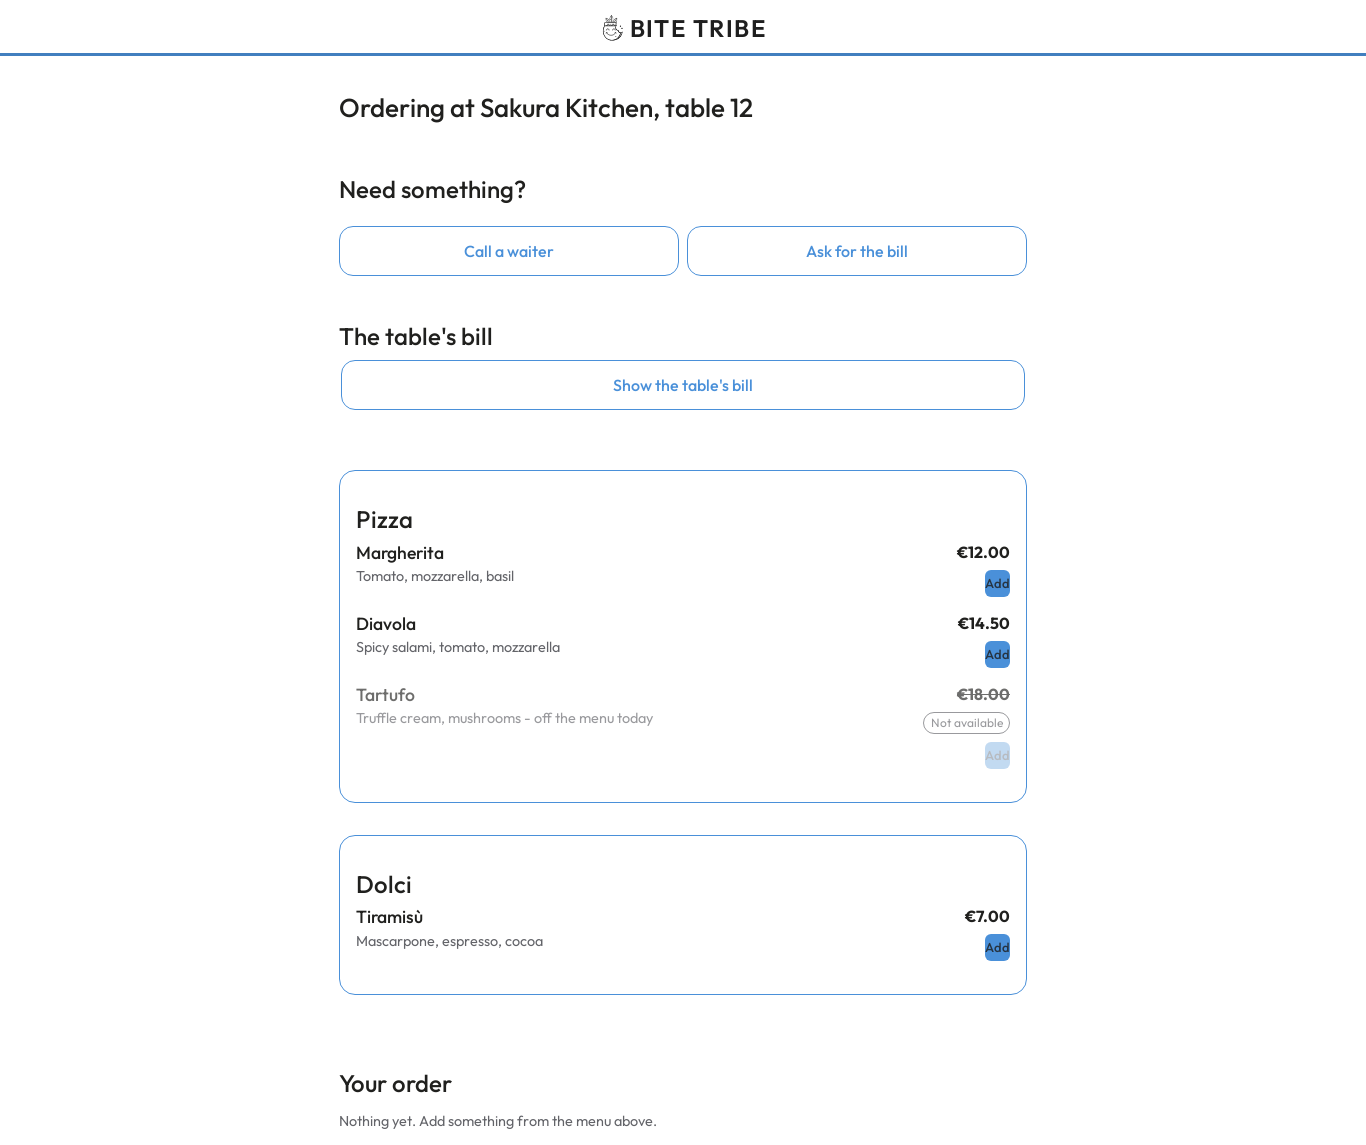 BITE TRIBE
Ordering at Sakura Kitchen, table 12
Need something?
Call a waiter
Ask for the bill
The table's bill
Show the table's bill
Pizza
Margherita
€12.00
Tomato, mozzarella, basil
Add
Diavola
€14.50
Spicy salami, tomato, mozzarella
Add
Tartufo
€18.00
Truffle cream, mushrooms - off the menu today
Not available
Add
Dolci
Tiramisù
€7.00
Mascarpone, espresso, cocoa
Add
Your order
Nothing yet. Add something from the menu above.